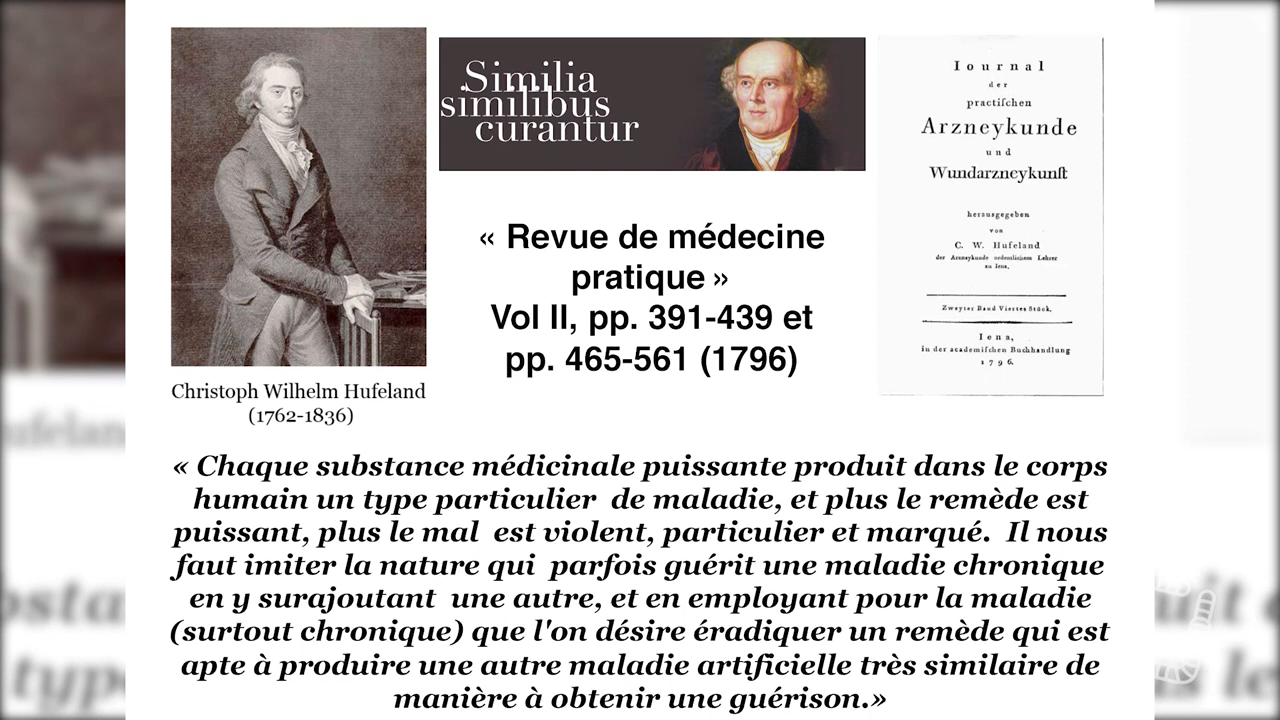 Similia
similibus
curantur
Journal
der
practiſchen
Arzneykunde
und
Wundarzneykunſt
herausgegeben
von
C. W. Hufeland
der Arzneykunde ordentlichem Lehrer
zu Jena.
Zweyter Band Viertes Stück.
Jena,
in der academiſchen Buchhandlung
1796.
« Revue de médecine
pratique »
Vol II, pp. 391-439 et
pp. 465-561 (1796)
Christoph Wilhelm Hufeland
(1762-1836)
« Chaque substance médicinale puissante produit dans le corps
humain un type particulier de maladie, et plus le remède est
puissant, plus le mal est violent, particulier et marqué. Il nous
faut imiter la nature qui parfois guérit une maladie chronique
en y surajoutant une autre, et en employant pour la maladie
(surtout chronique) que l'on désire éradiquer un remède qui est
apte à produire une autre maladie artificielle très similaire de
manière à obtenir une guérison.»